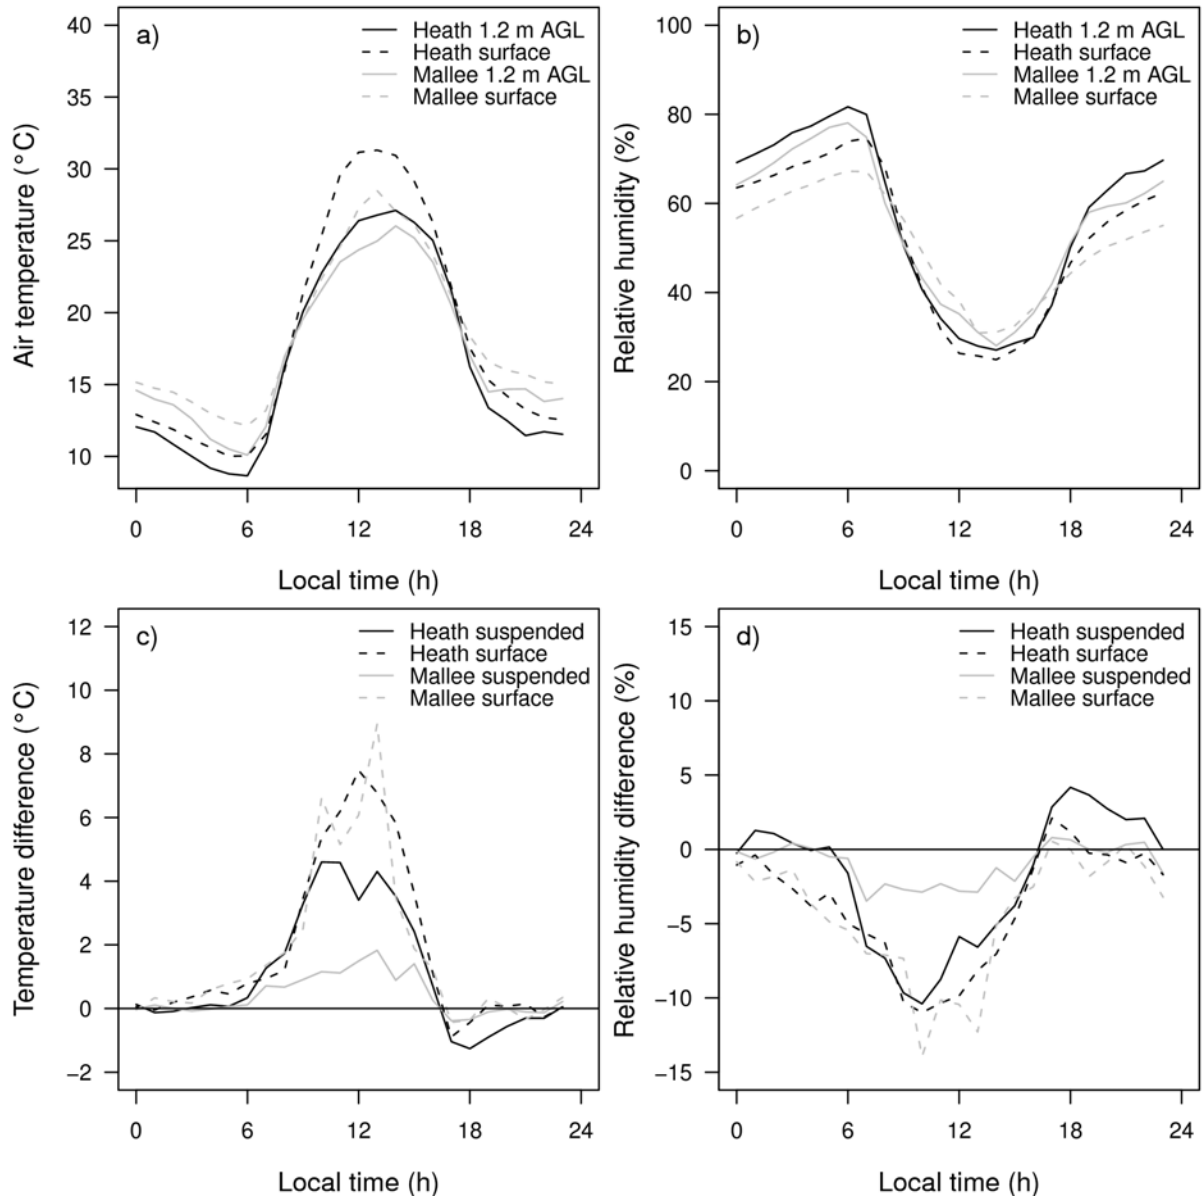 a)
Heath 1.2 m AGL
Heath surface
Mallee 1.2 m AGL
Mallee surface
Air temperature (°C)
40
35
30
25
20
15
10
0 6 12 18 24
Local time (h)
b)
Heath 1.2 m AGL
Heath surface
Mallee 1.2 m AGL
Mallee surface
Relative humidity (%)
100
80
60
40
20
0
0 6 12 18 24
Local time (h)
c)
Heath suspended
Heath surface
Mallee suspended
Mallee surface
Temperature difference (°C)
12
10
8
6
4
2
0
−2
0 6 12 18 24
Local time (h)
d)
Heath suspended
Heath surface
Mallee suspended
Mallee surface
Relative humidity difference (%)
15
10
5
0
−5
−10
−15
0 6 12 18 24
Local time (h)